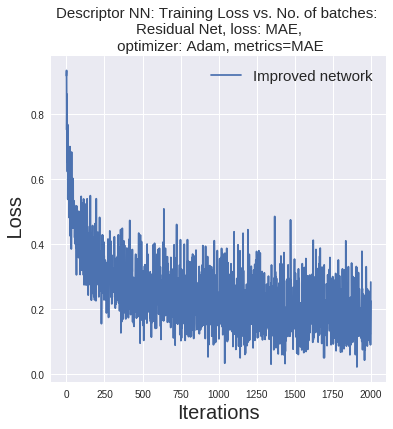 Descriptor NN: Training Loss vs. No. of batches:
Residual Net, loss: MAE,
optimizer: Adam, metrics=MAE
Improved network
0.8
0.6
0.4
0.2
0.0
Loss
0 250 500 750 1000 1250 1500 1750 2000
Iterations